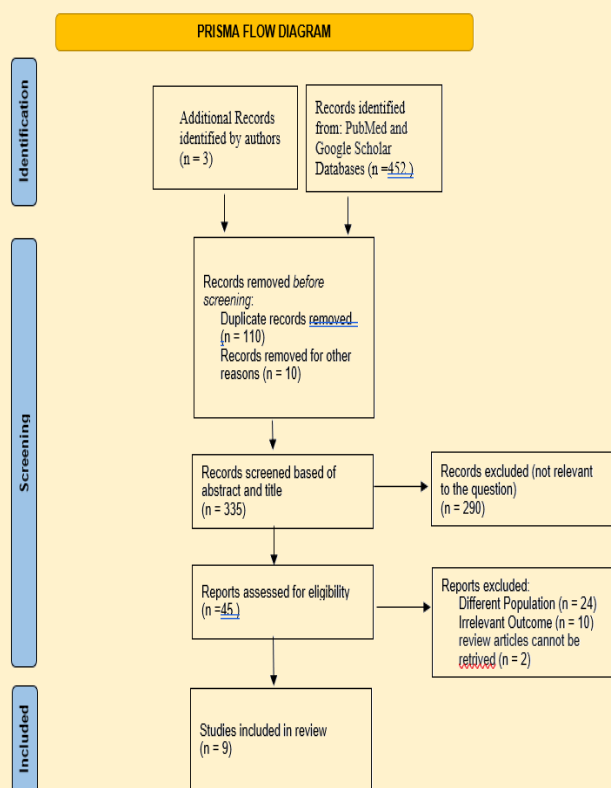 PRISMA FLOW DIAGRAM
Identification
Additional Records
identified by authors
(n = 3)
Records identified
from: PubMed and
Google Scholar
Databases (n =452 )
Screening
Records removed before
screening:
Duplicate records removed
(n = 110)
Records removed for other
reasons (n = 10)
Records screened based of
abstract and title
(n = 335)
Records excluded (not relevant
to the question)
(n = 290)
Reports assessed for eligibility
(n =45 )
Reports excluded:
Different Population (n = 24)
Irrelevant Outcome (n = 10)
review articles cannot be
retrived (n = 2)
Included
Studies included in review
(n = 9)